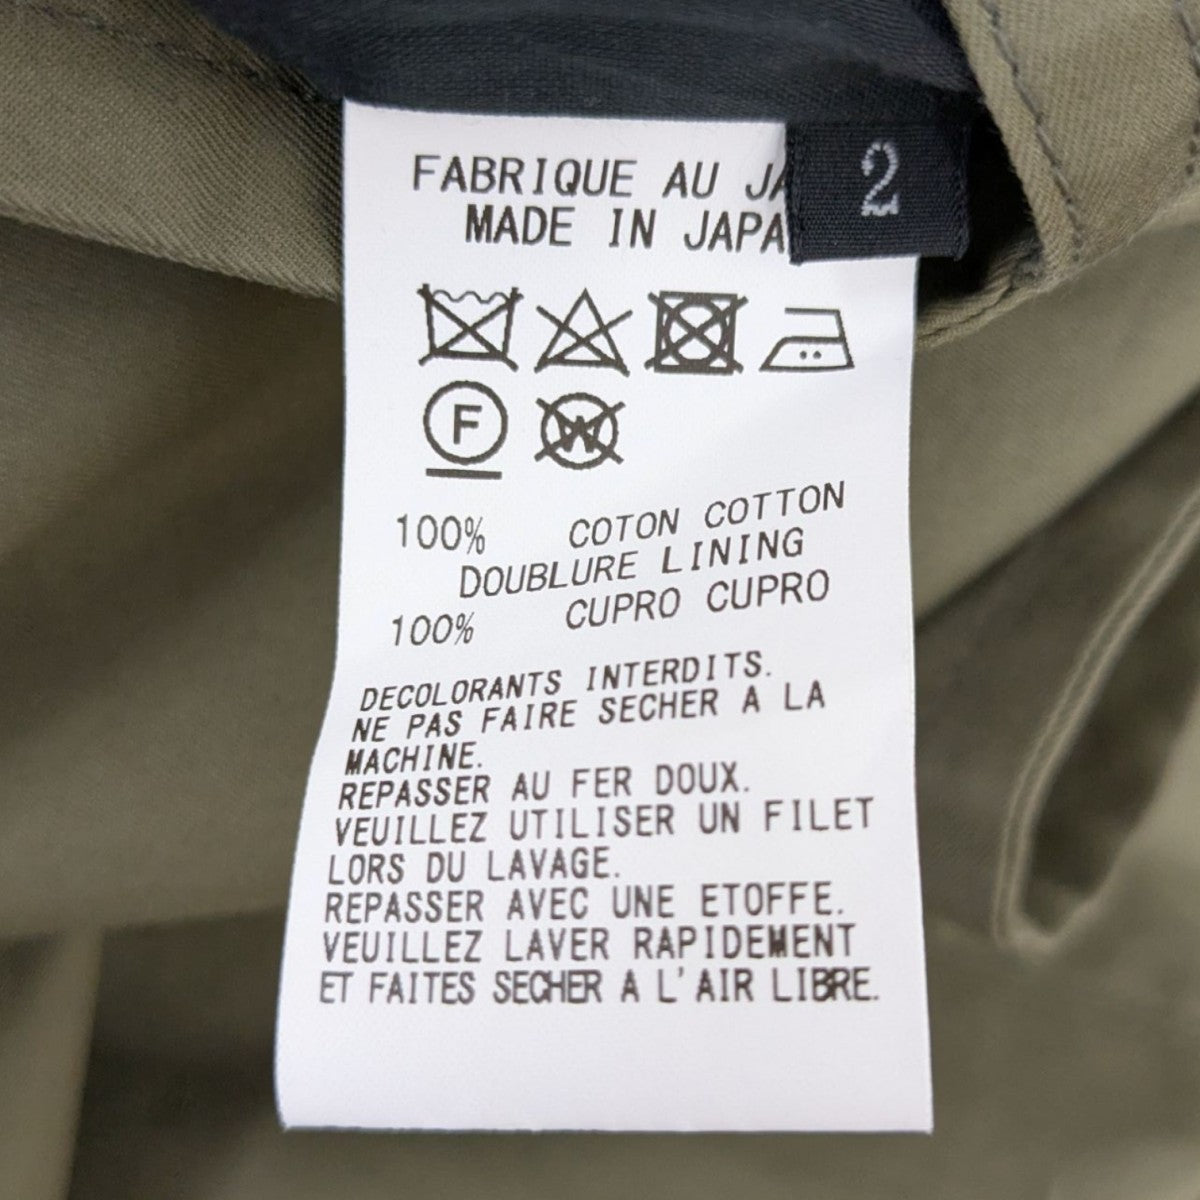 2
FABRIQUE AU
MADE IN
F
W
100% COTON COTTON
DOUBLURE LINING
100% CUPRO CUPRO
DECOLORANTS INTERDITS.
NE PAS FAIRE SECHER A LA
MACHINE.
REPASSER AU FER DOUX.
VEUILLEZ UTILISER UN FILET
LORS DU LAVAGE.
REPASSER AVEC UNE ETOFFE.
VEUILLEZ LAVER RAPIDEMENT
ET FAITES SECHER A L'AIR LIBRE.